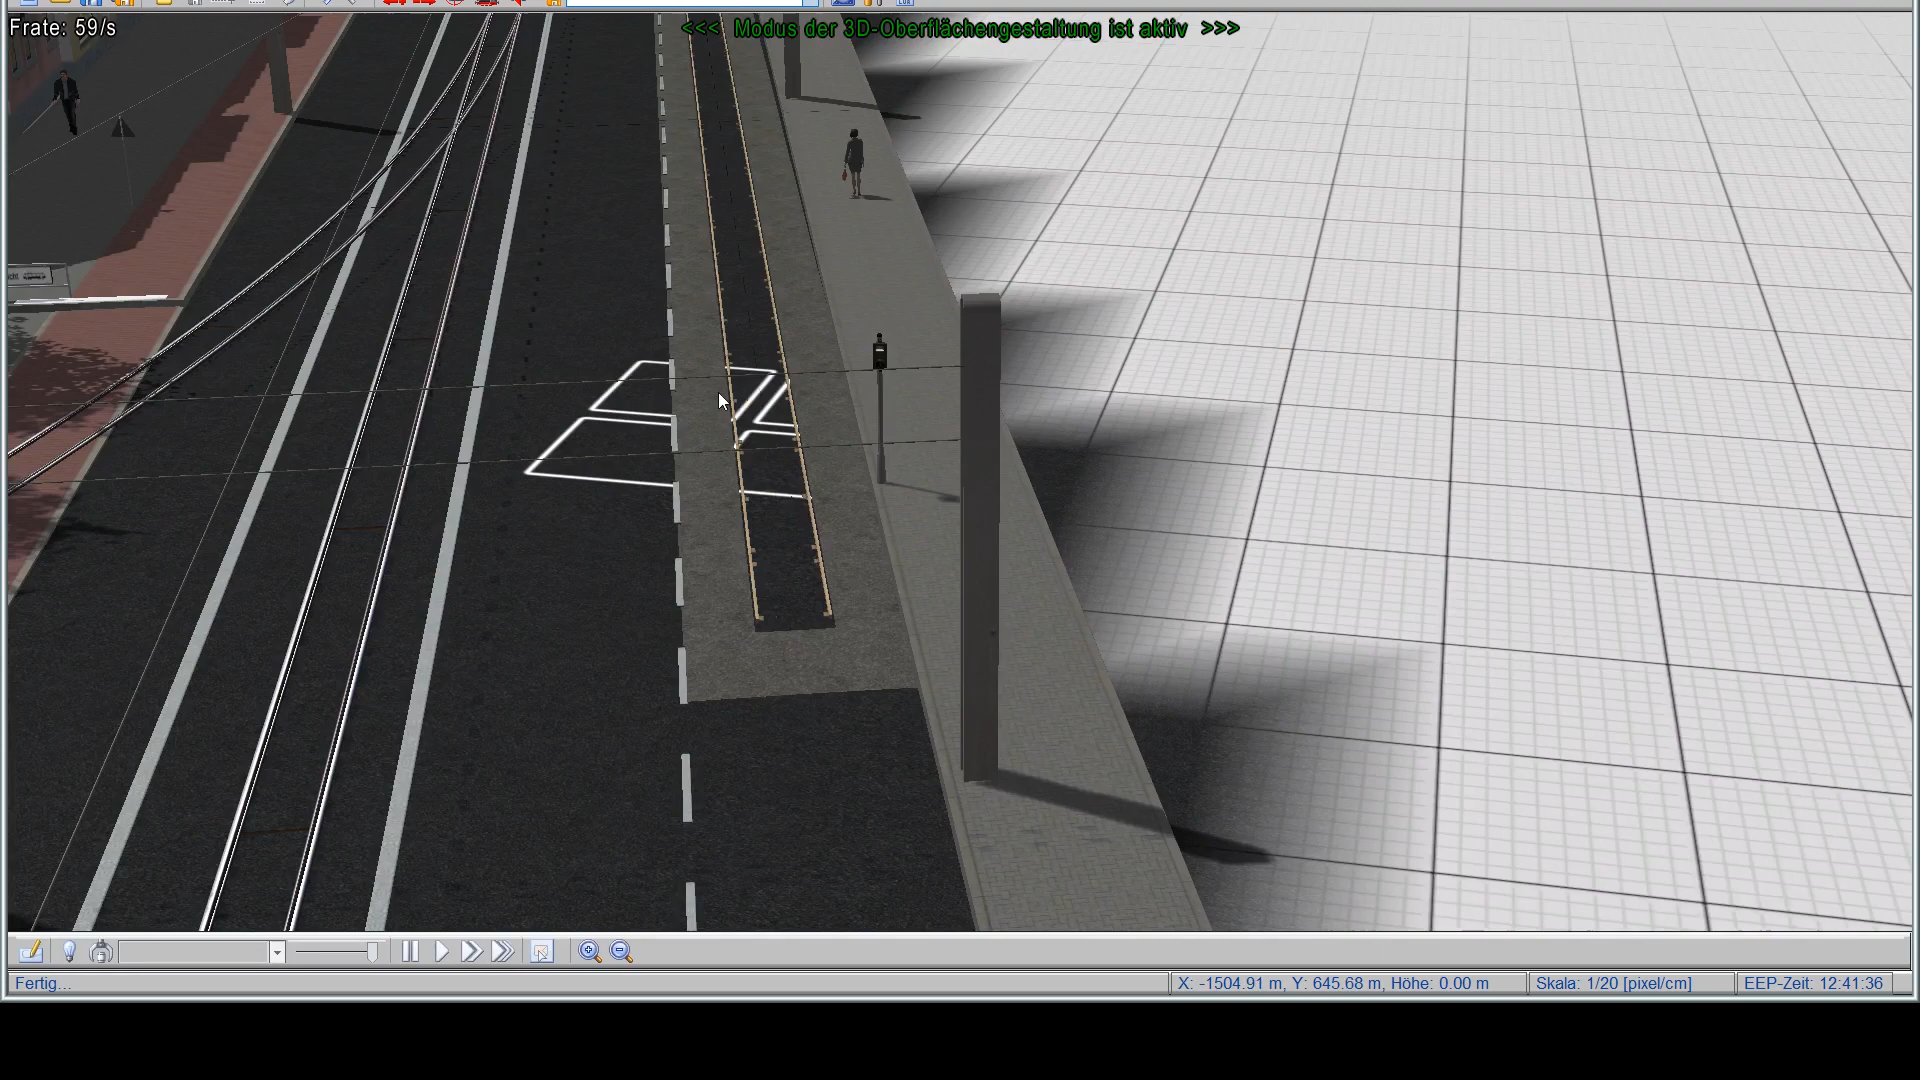 Frate: 59/s
<<< Modus der 3D-Oberflächengestaltung ist aktiv >>>
Fertig...
X: -1504.91 m, Y: 645.68 m, Höhe: 0.00 m
Skala: 1/20 [pixel/cm]
EEP-Zeit: 12:41:36